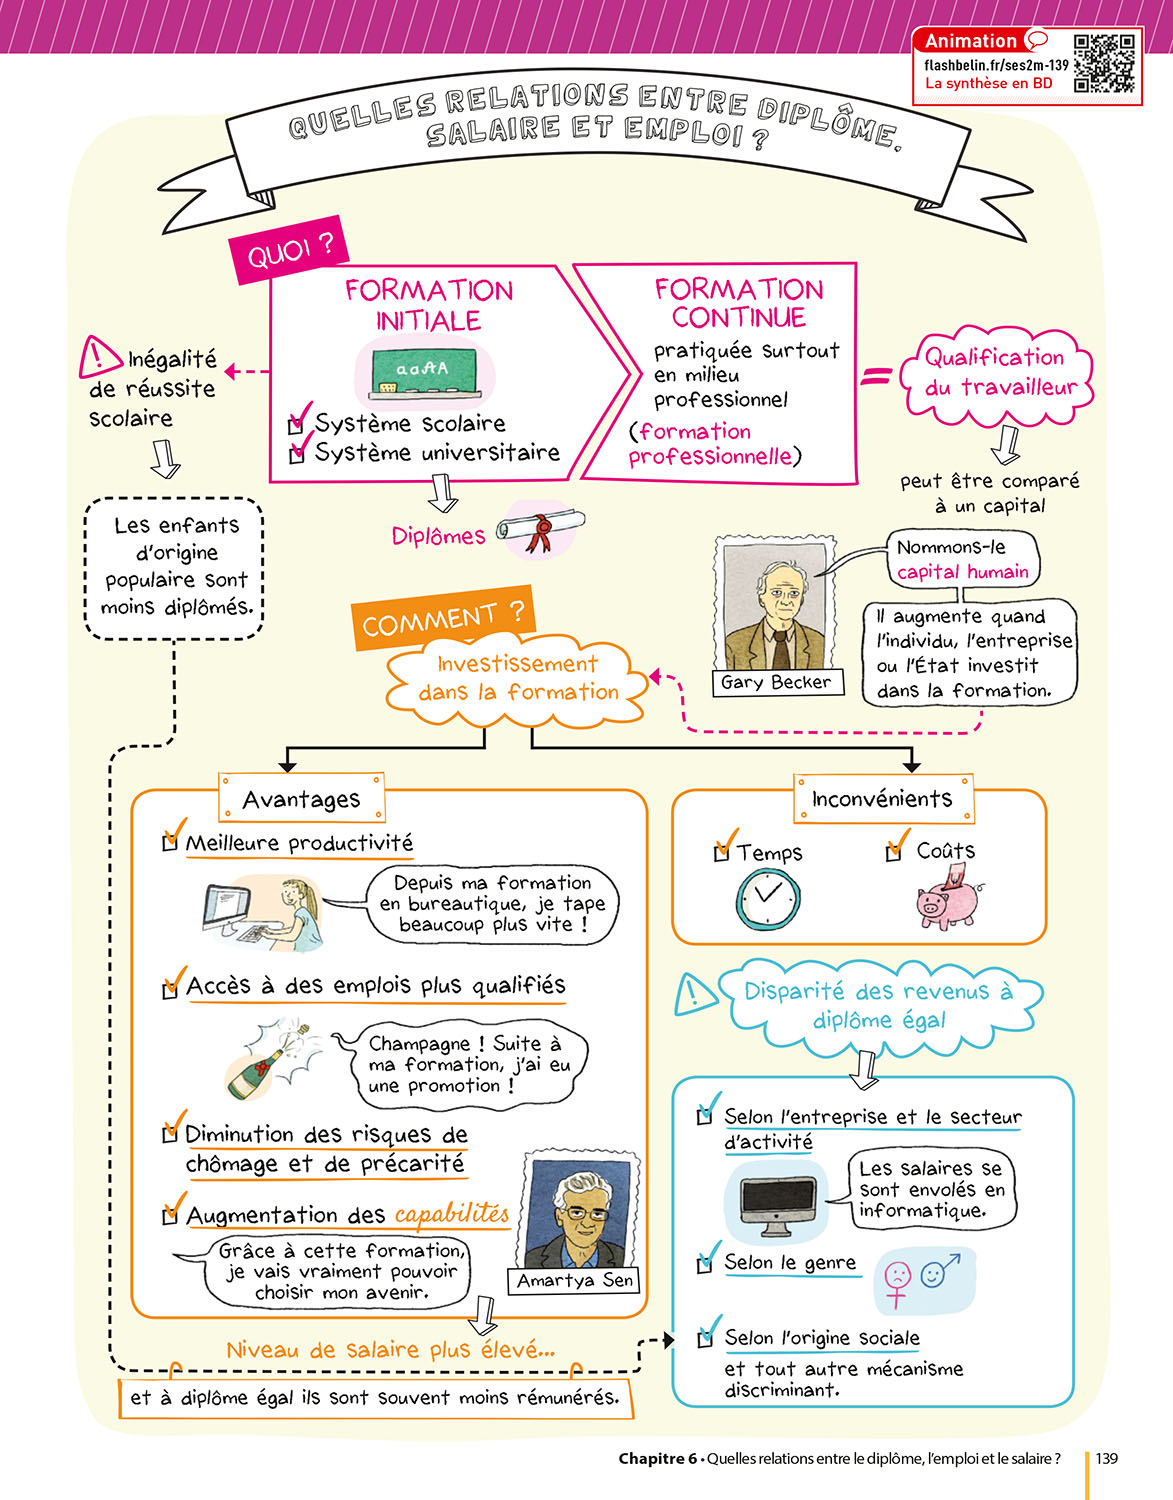 Animation
flashbelin.fr/ses2m-139
La synthèse en BD
QUELLES RELATIONS ENTRE DIPLÔME,
SALAIRE ET EMPLOI ?
QUOI ?
FORMATION
INITIALE
aaAA
Système scolaire
Système universitaire
Diplômes
FORMATION
CONTINUE
pratiquée surtout
en milieu
professionnel
(formation
professionnelle)
=
Qualification
du travailleur
peut être comparé
à un capital
! Inégalité
de réussite
scolaire
Les enfants
d'origine
populaire sont
moins diplômés.
Nommons-le
capital humain
Il augmente quand
l'individu, l'entreprise
ou l'État investit
dans la formation.
Gary Becker
COMMENT ?
Investissement
dans la formation
Avantages
Meilleure productivité
Depuis ma formation
en bureautique, je tape
beaucoup plus vite !
Accès à des emplois plus qualifiés
Champagne ! Suite à
ma formation, j'ai eu
une promotion !
Diminution des risques de
chômage et de précarité
Augmentation des capabilités
Grâce à cette formation,
je vais vraiment pouvoir
choisir mon avenir.
Amartya Sen
Niveau de salaire plus élevé...
et à diplôme égal ils sont souvent moins rémunérés.
Inconvénients
Temps
Coûts
!
Disparité des revenus à
diplôme égal
Selon l'entreprise et le secteur
d'activité
Les salaires se
sont envolés en
informatique.
Selon le genre
Selon l'origine sociale
et tout autre mécanisme
discriminant.
Chapitre 6 • Quelles relations entre le diplôme, l'emploi et le salaire ?
139